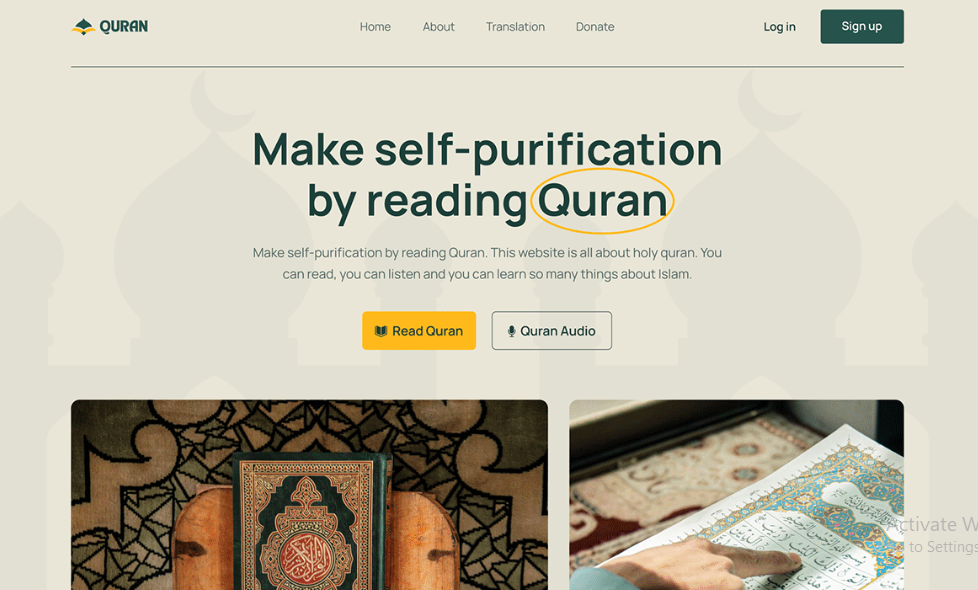 QURAN
Home About Translation Donate
Log in Sign up
Make self-purification
by reading Quran
Make self-purification by reading Quran. This website is all about holy quran. You
can read, you can listen and you can learn so many things about Islam.
Read Quran Quran Audio
Activate W
to Settings